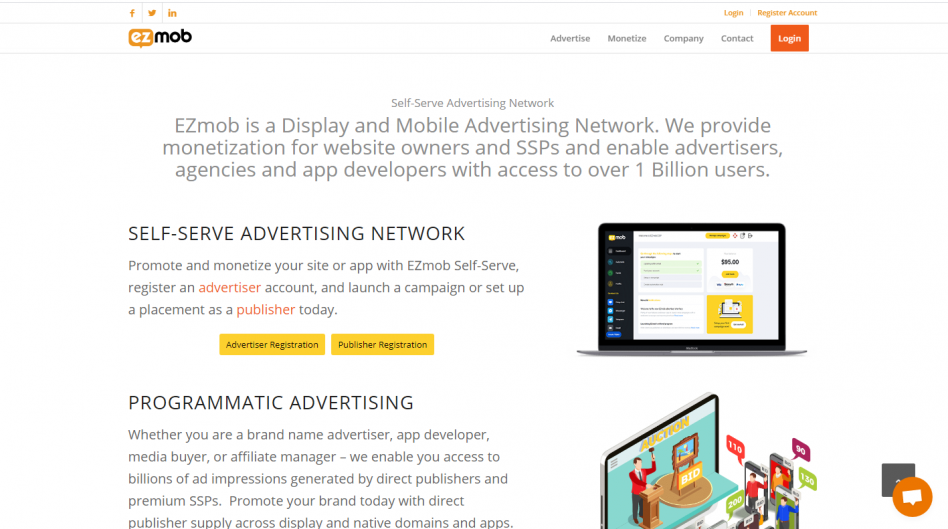 Login
Register Account
ez mob
Advertise
Monetize
Company
Contact
Login
Self-Serve Advertising Network
EZmob is a Display and Mobile Advertising Network. We provide
monetization for website owners and SSPs and enable advertisers,
agencies and app developers with access to over 1 Billion users.
SELF-SERVE ADVERTISING NETWORK
Promote and monetize your site or app with EZmob Self-Serve,
register an advertiser account, and launch a campaign or set up
a placement as a publisher today.
Advertiser Registration
Publisher Registration
ez mob
$95.00
PROGRAMMATIC ADVERTISING
Whether you are a brand name advertiser, app developer,
media buyer, or affiliate manager – we enable you access to
billions of ad impressions generated by direct publishers and
premium SSPs. Promote your brand today with direct
publisher supply across display and native domains and apps.
AUCTION
BID
110
90
130
200